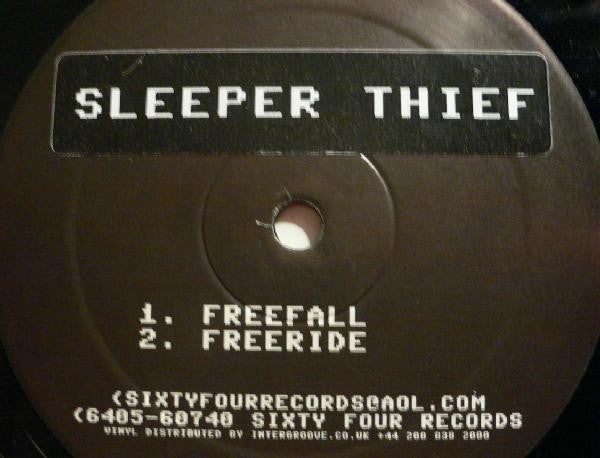 SLEEPER THIEF
1. FREEFALL
2. FREERIDE
(SIXTYFOURRECORDS@AOL.COM
(6405-60740 SIXTY FOUR RECORDS
VINYL DISTRIBUTED BY INTERGROOVE.CO.UK +44 208 838 2000